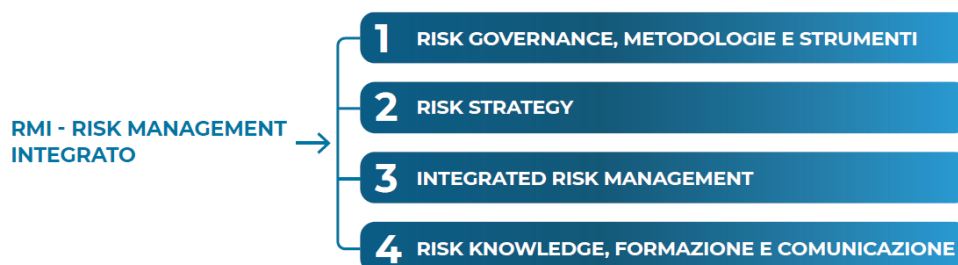 RMI - RISK MANAGEMENT
INTEGRATO
1 RISK GOVERNANCE, METODOLOGIE E STRUMENTI
2 RISK STRATEGY
3 INTEGRATED RISK MANAGEMENT
4 RISK KNOWLEDGE, FORMAZIONE E COMUNICAZIONE